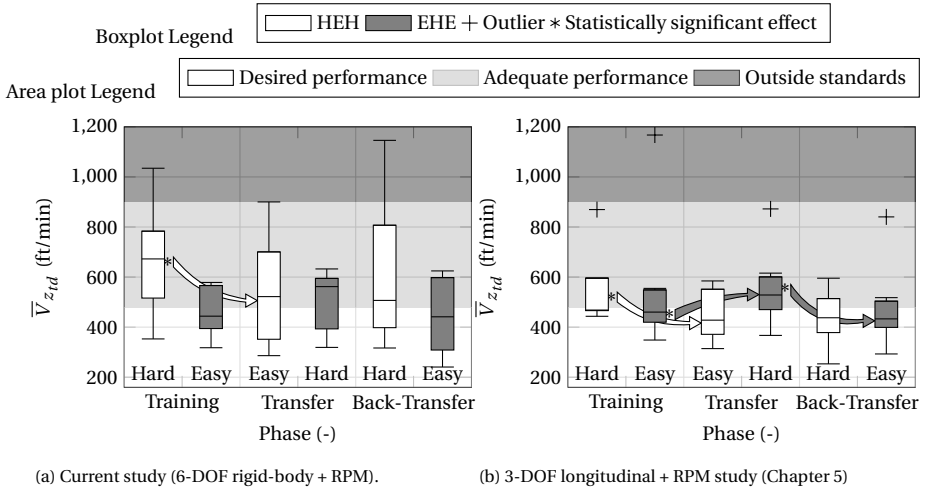 Boxplot Legend HEH EHE + Outlier * Statistically significant effect
Area plot Legend Desired performance Adequate performance Outside standards
1,200
1,000
800
600
400
200
V̅z_td (ft/min)
Hard Easy Easy Hard Hard Easy
Training Transfer Back-Transfer
Phase (-)
(a) Current study (6-DOF rigid-body + RPM).
1,200
1,000
800
600
400
200
V̅z_td (ft/min)
Hard Easy Easy Hard Hard Easy
Training Transfer Back-Transfer
Phase (-)
(b) 3-DOF longitudinal + RPM study (Chapter 5)